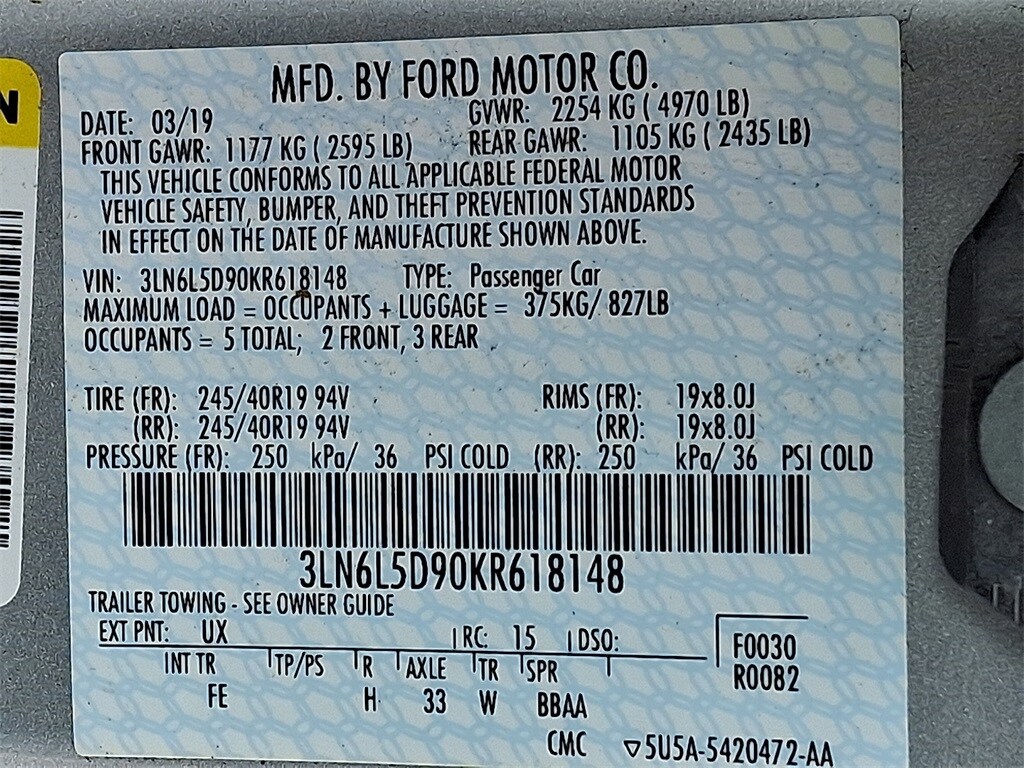 N
MFD. BY FORD MOTOR CO.
DATE: 03/19 GVWR: 2254 KG ( 4970 LB)
FRONT GAWR: 1177 KG ( 2595 LB) REAR GAWR: 1105 KG ( 2435 LB)
THIS VEHICLE CONFORMS TO ALL APPLICABLE FEDERAL MOTOR
VEHICLE SAFETY, BUMPER, AND THEFT PREVENTION STANDARDS
IN EFFECT ON THE DATE OF MANUFACTURE SHOWN ABOVE.
VIN: 3LN6L5D90KR618148 TYPE: Passenger Car
MAXIMUM LOAD = OCCUPANTS + LUGGAGE = 375KG/ 827LB
OCCUPANTS = 5 TOTAL; 2 FRONT, 3 REAR
TIRE (FR): 245/40R19 94V RIMS (FR): 19x8.0J
(RR): 245/40R19 94V (RR): 19x8.0J
PRESSURE (FR): 250 kPa/ 36 PSI COLD (RR): 250 kPa/ 36 PSI COLD
3LN6L5D90KR618148
TRAILER TOWING - SEE OWNER GUIDE
EXT PNT: UX RC: 15 DSO: F0030
INT TR TP/PS R AXLE TR SPR R0082
FE H 33 W BBAA
CMC ▽5U5A-5420472-AA